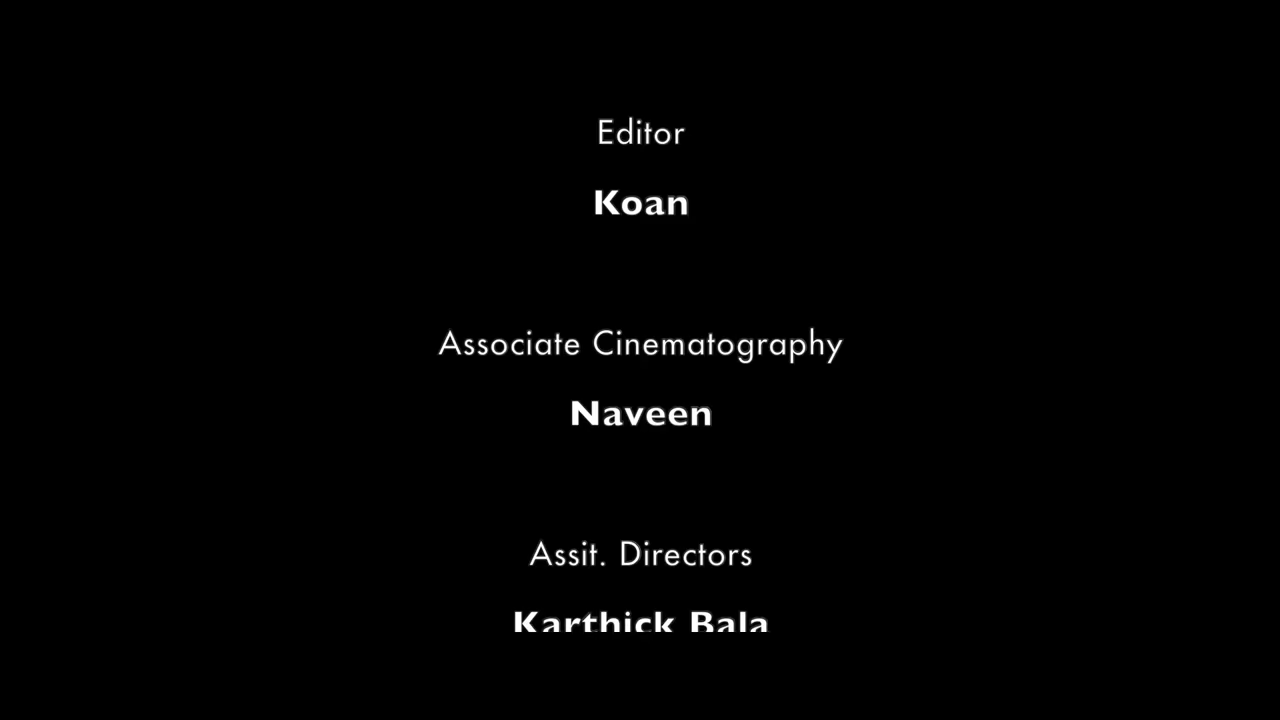 Editor
Koan
Associate Cinematography
Naveen
Assit. Directors
Karthick Bala